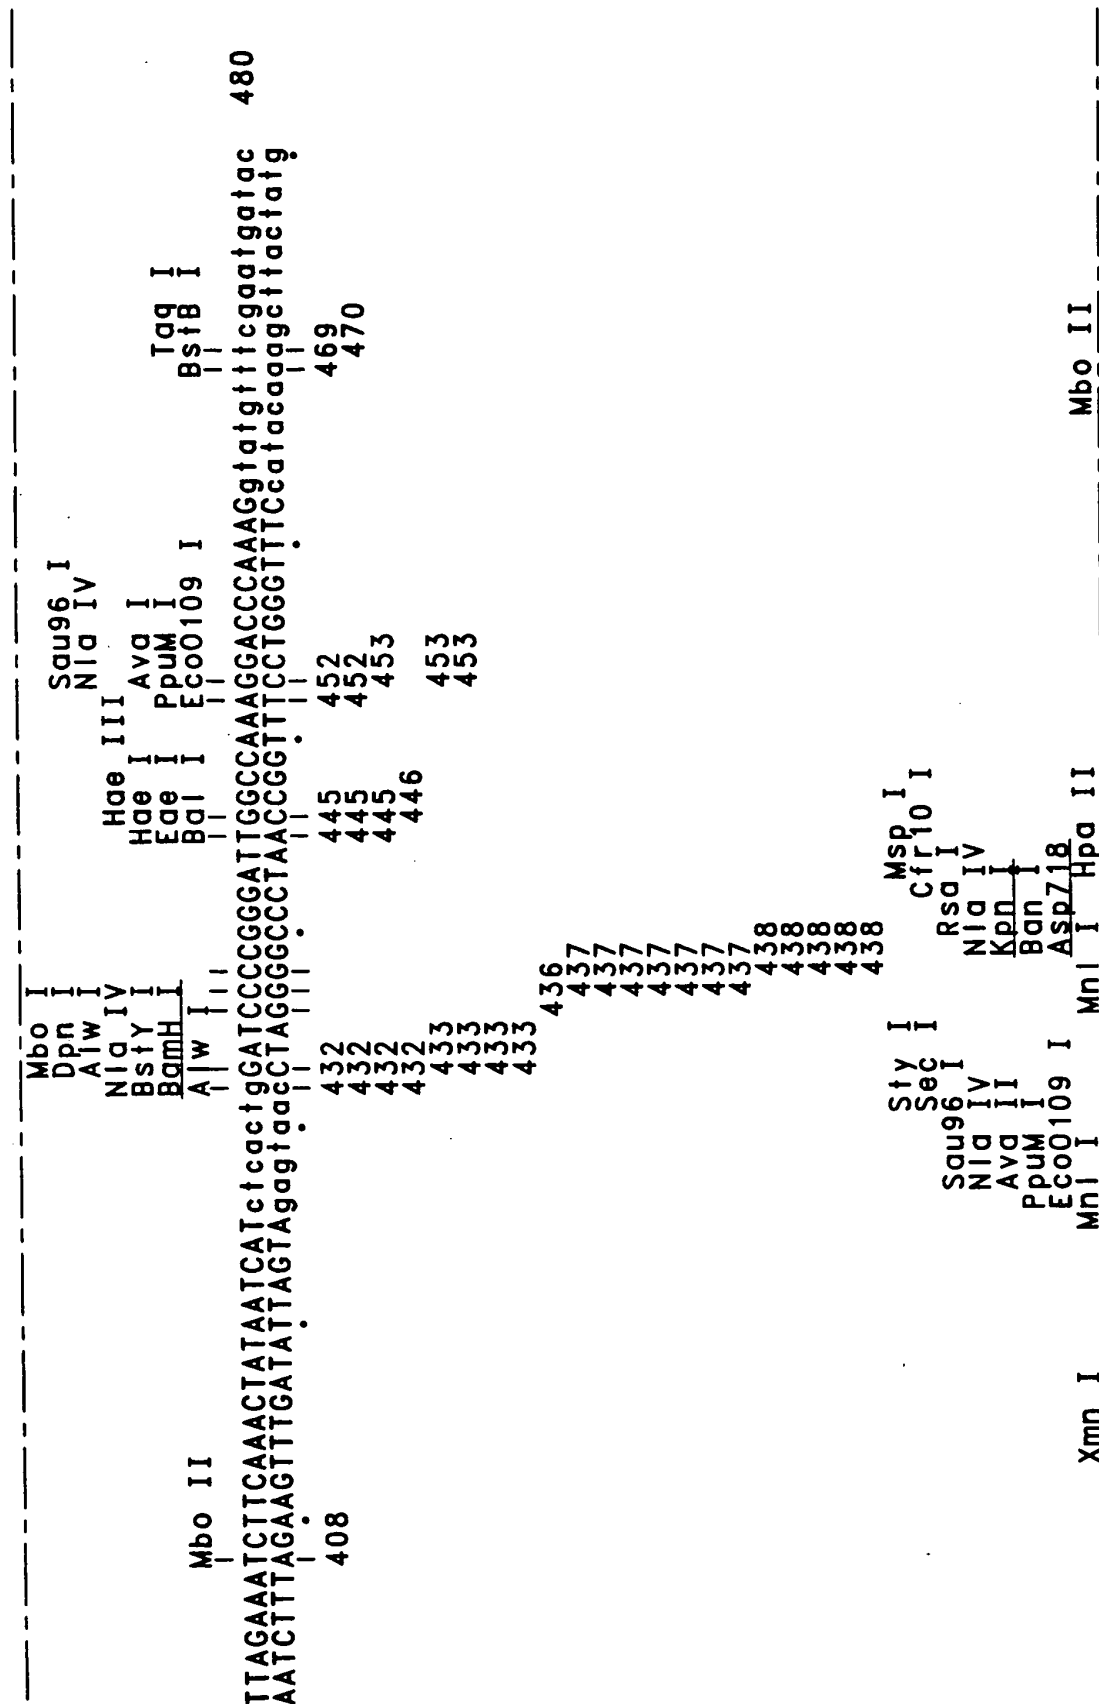 Mbo I
Dpn I Sau96 I
Alw I Nla IV
Nla IV Hae III
BstY I Hae I Ava I
BamH I Eae I PpuM I Taq I
Mbo II Alw I Bal I EcoO109 I BstB I
TTAGAAATCTTCAAACTATAATCATctcactgGATCCCCGGGATTGGCCAAAGGACCCAAAGgtatgtttcgaatgatac 480
AATCTTTAGAAGTTTGATATTAGTAgagtaacCTAGGGGCCCTAACCGGTTTCCTGGGTTTCcatacaaagcttactatg
408 432 445 452 469
432 445 452 470
432 445 453
432 446
433 453
433 453
433
433
436
437
437
437
437
437
437
437
438
438
438
438
438
Sty I Msp I
Sec I Cfr10 I
Sau96 I Rsa I
Nla IV Nla IV
Ava II Kpn I
PpuM I Ban I
EcoO109 I Asp718
Xmn I Mnl I Mnl I Hpa II Mbo II